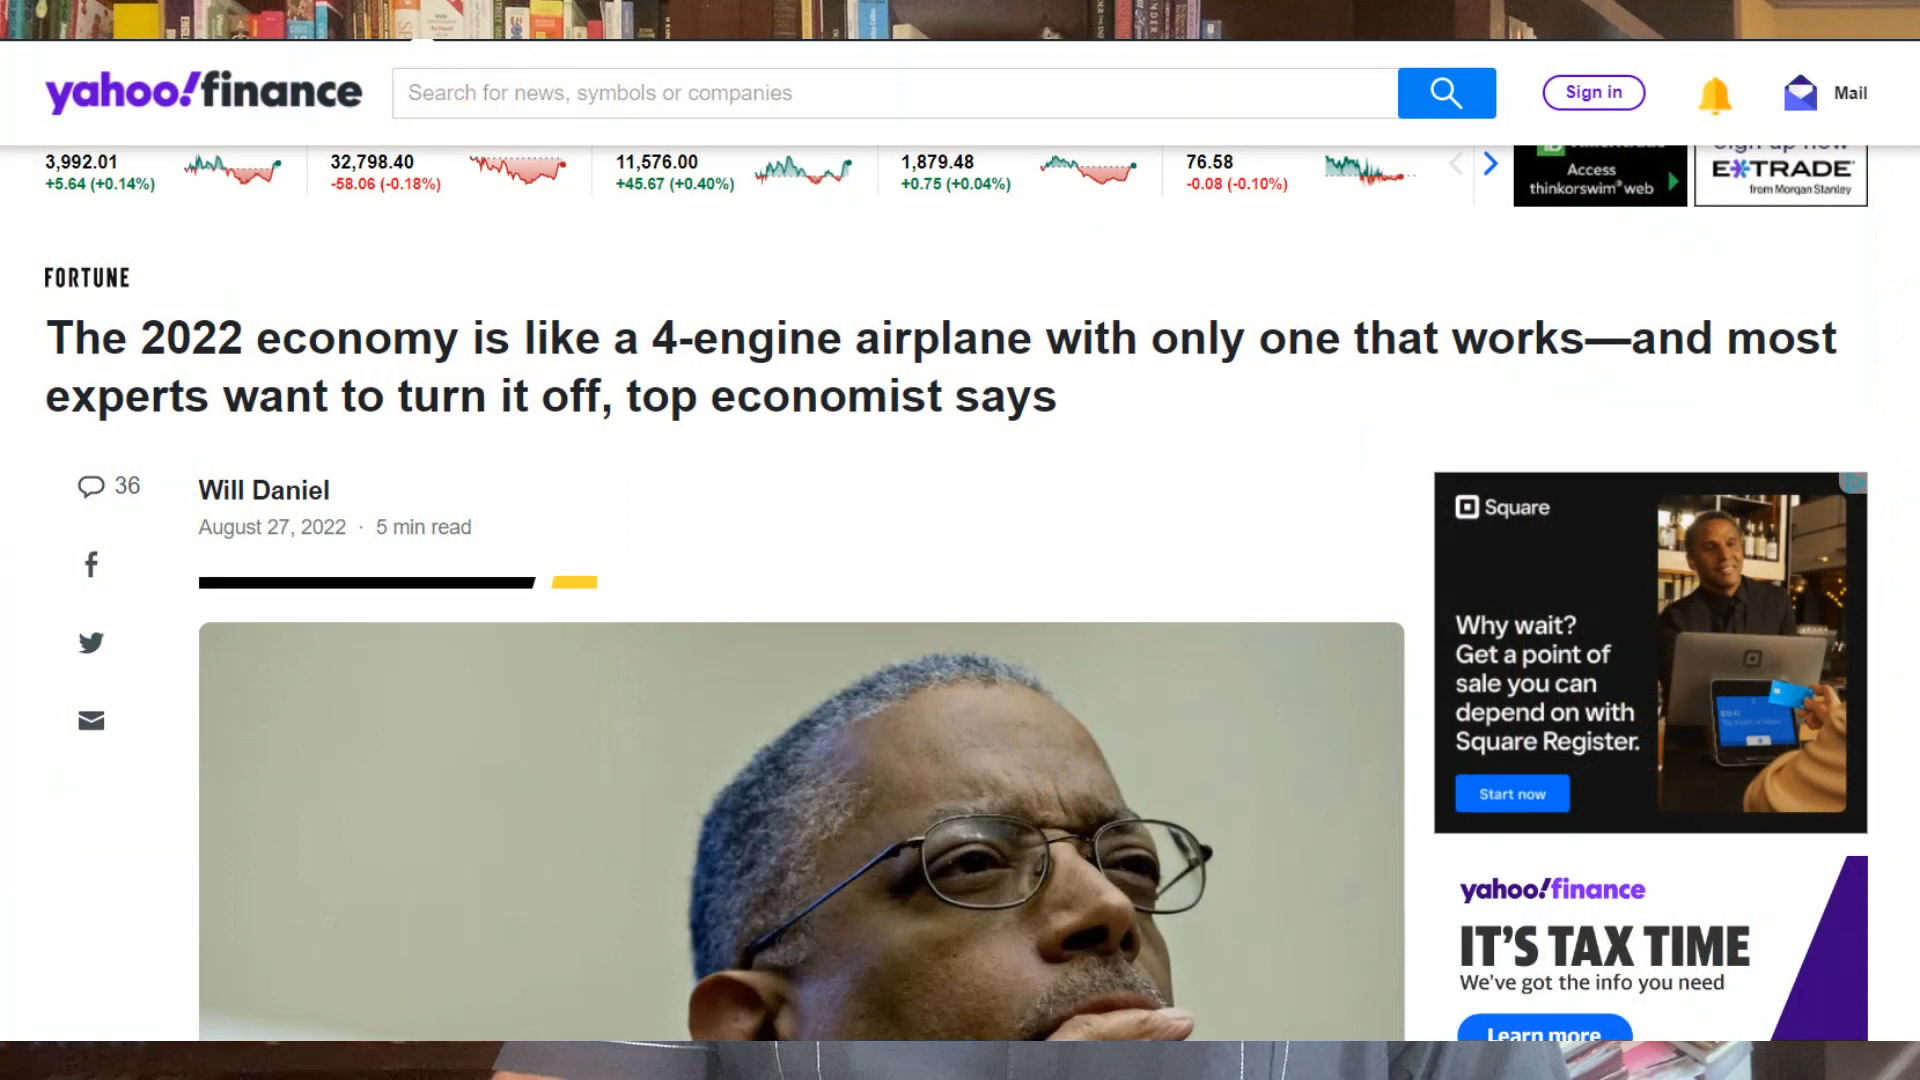 yahoo!finance
Search for news, symbols or companies
Sign in
Mail
3,992.01
+5.64 (+0.14%)
32,798.40
-58.06 (-0.18%)
11,576.00
+45.67 (+0.40%)
1,879.48
+0.75 (+0.04%)
76.58
-0.08 (-0.10%)
Access
thinkorswim® web
Sign up now
E*TRADE
from Morgan Stanley
FORTUNE
The 2022 economy is like a 4-engine airplane with only one that works—and most
experts want to turn it off, top economist says
36
Will Daniel
August 27, 2022 · 5 min read
Square
Why wait?
Get a point of
sale you can
depend on with
Square Register.
Start now
yahoo!finance
IT'S TAX TIME
We've got the info you need
Learn more